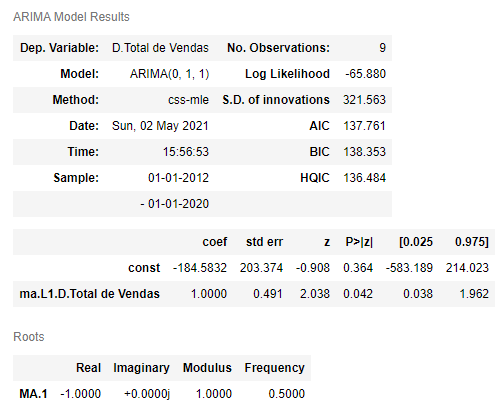 ARIMA Model Results
Dep. Variable: D.Total de Vendas No. Observations: 9
Model: ARIMA(0, 1, 1) Log Likelihood -65.880
Method: css-mle S.D. of innovations 321.563
Date: Sun, 02 May 2021 AIC 137.761
Time: 15:56:53 BIC 138.353
Sample: 01-01-2012 HQIC 136.484
- 01-01-2020
coef std err z P>|z| [0.025 0.975]
const -184.5832 203.374 -0.908 0.364 -583.189 214.023
ma.L1.D.Total de Vendas 1.0000 0.491 2.038 0.042 0.038 1.962
Roots
Real Imaginary Modulus Frequency
MA.1 -1.0000 +0.0000j 1.0000 0.5000